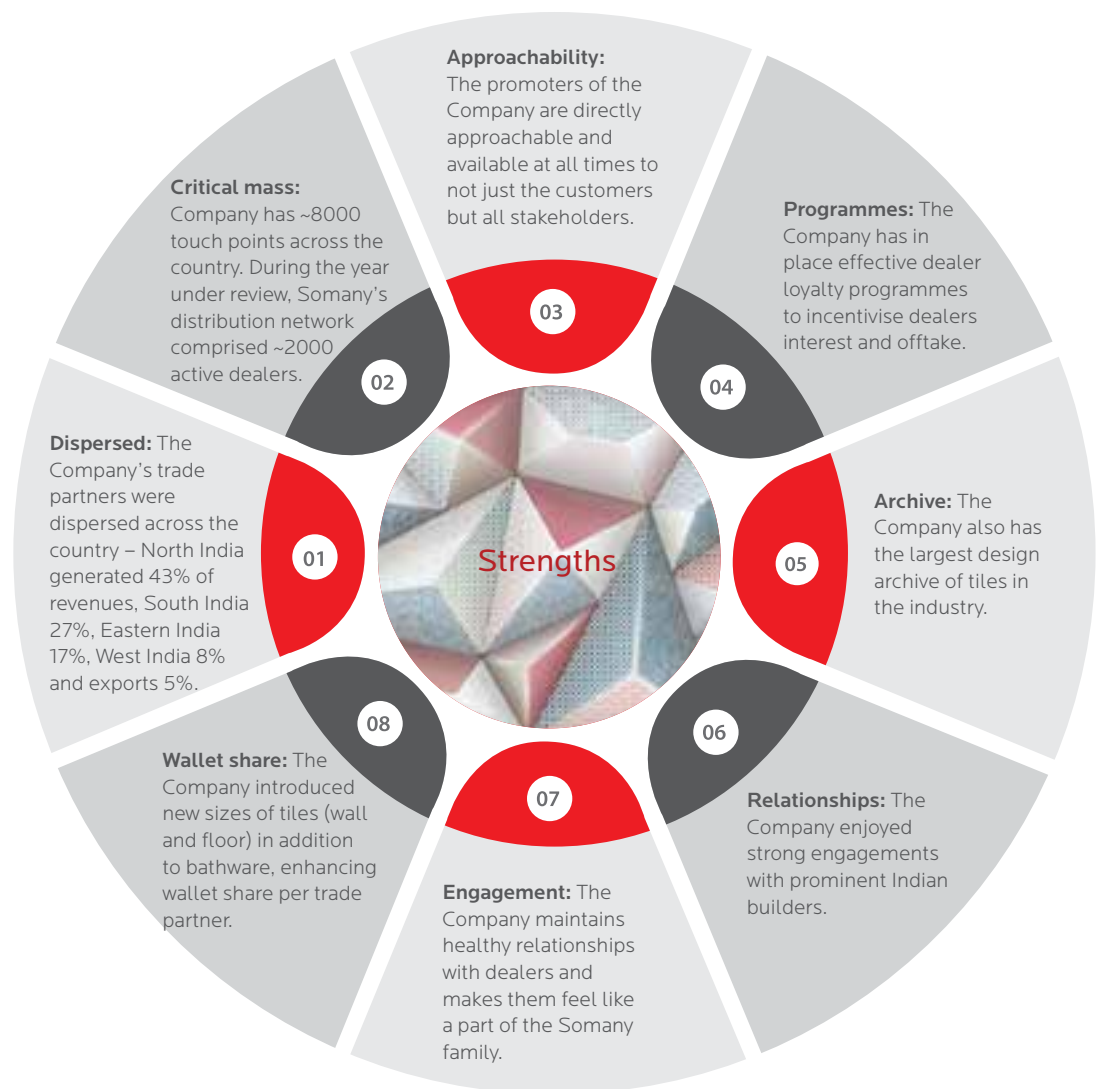 Strengths
01
Dispersed: The
Company's trade
partners were
dispersed across the
country – North India
generated 43% of
revenues, South India
27%, Eastern India
17%, West India 8%
and exports 5%.
02
Critical mass:
Company has ~8000
touch points across the
country. During the year
under review, Somany's
distribution network
comprised ~2000
active dealers.
03
Approachability:
The promoters of the
Company are directly
approachable and
available at all times to
not just the customers
but all stakeholders.
04
Programmes: The
Company has in
place effective dealer
loyalty programmes
to incentivise dealers
interest and offtake.
05
Archive: The
Company also has
the largest design
archive of tiles in
the industry.
06
Relationships: The
Company enjoyed
strong engagements
with prominent Indian
builders.
07
Engagement: The
Company maintains
healthy relationships
with dealers and
makes them feel like
a part of the Somany
family.
08
Wallet share: The
Company introduced
new sizes of tiles (wall
and floor) in addition
to bathware, enhancing
wallet share per trade
partner.